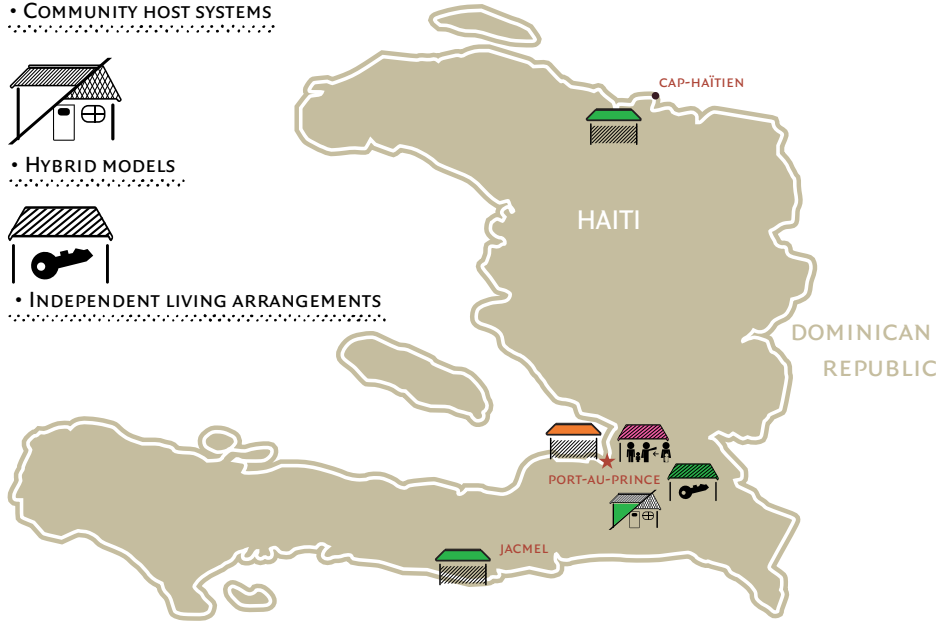 • Community host systems
• Hybrid models
• Independent living arrangements
CAP-HAÏTIEN
HAITI
DOMINICAN
REPUBLIC
PORT-AU-PRINCE
JACMEL